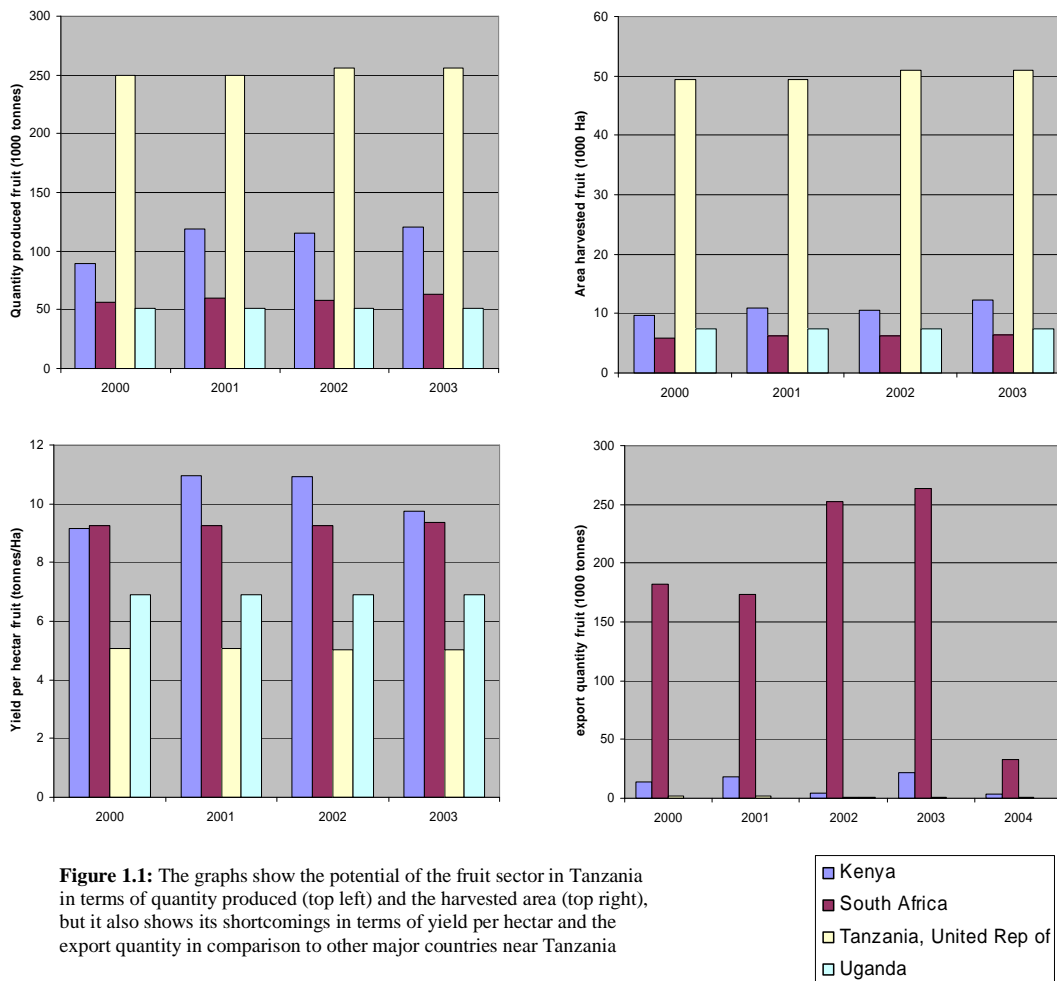 300
250
200
150
100
50
0
Quantity produced fruit (1000 tonnes)
2000 2001 2002 2003
60
50
40
30
20
10
0
Area harvested fruit (1000 Ha)
2000 2001 2002 2003
12
10
8
6
4
2
0
Yield per hectar fruit (tonnes/Ha)
2000 2001 2002 2003
300
250
200
150
100
50
0
export quantity fruit (1000 tonnes)
2000 2001 2002 2003 2004
Figure 1.1: The graphs show the potential of the fruit sector in Tanzania
in terms of quantity produced (top left) and the harvested area (top right),
but it also shows its shortcomings in terms of yield per hectar and the
export quantity in comparison to other major countries near Tanzania
Kenya
South Africa
Tanzania, United Rep of
Uganda